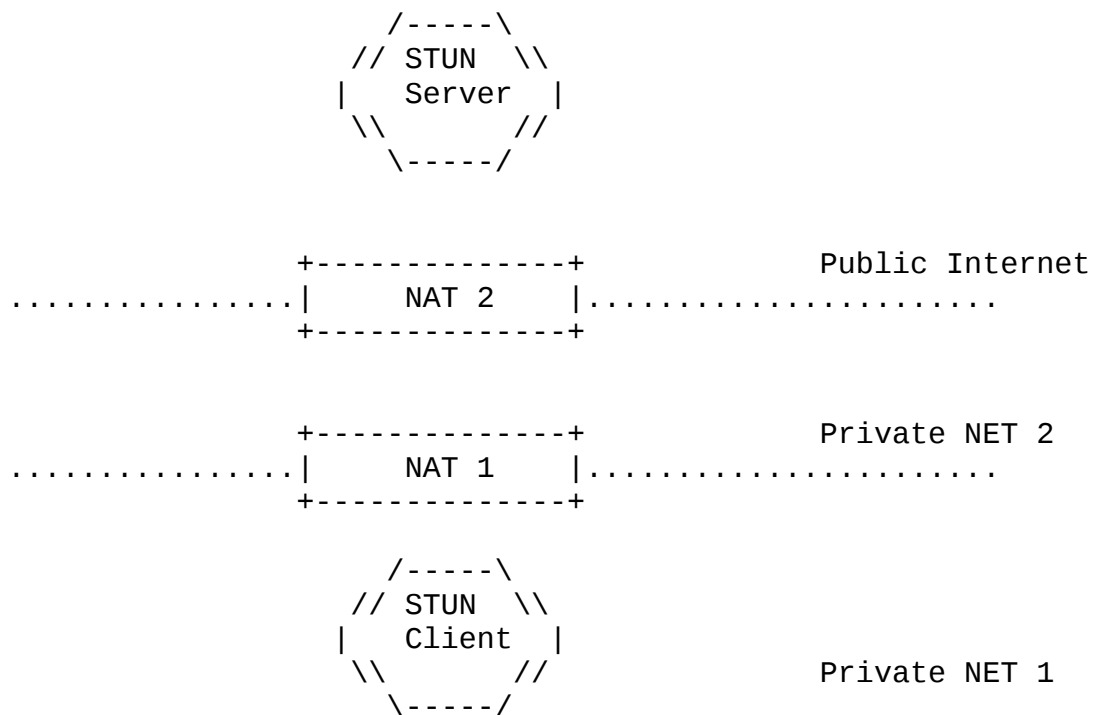 /-----\
// STUN \\
| Server |
\\ //
\-----/
+--------------+ Public Internet
................| NAT 2 |.......................
+--------------+
+--------------+ Private NET 2
................| NAT 1 |.......................
+--------------+
/-----\
// STUN \\
| Client |
\\ // Private NET 1
\-----/